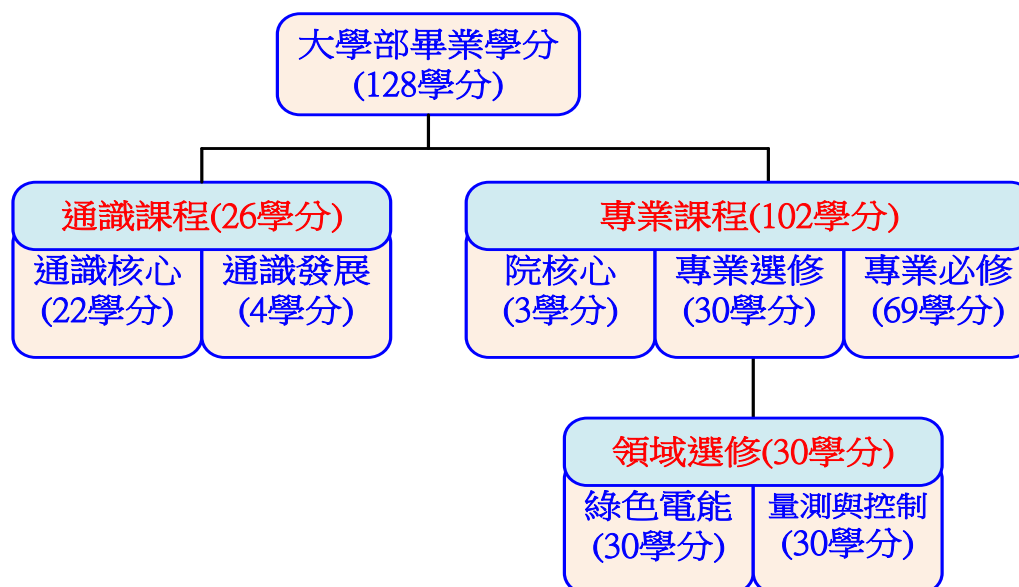 大學部畢業學分
(128學分)
通識課程(26學分)
專業課程(102學分)
通識核心
(22學分)
通識發展
(4學分)
院核心
(3學分)
專業選修
(30學分)
專業必修
(69學分)
領域選修(30學分)
綠色電能
(30學分)
量測與控制
(30學分)